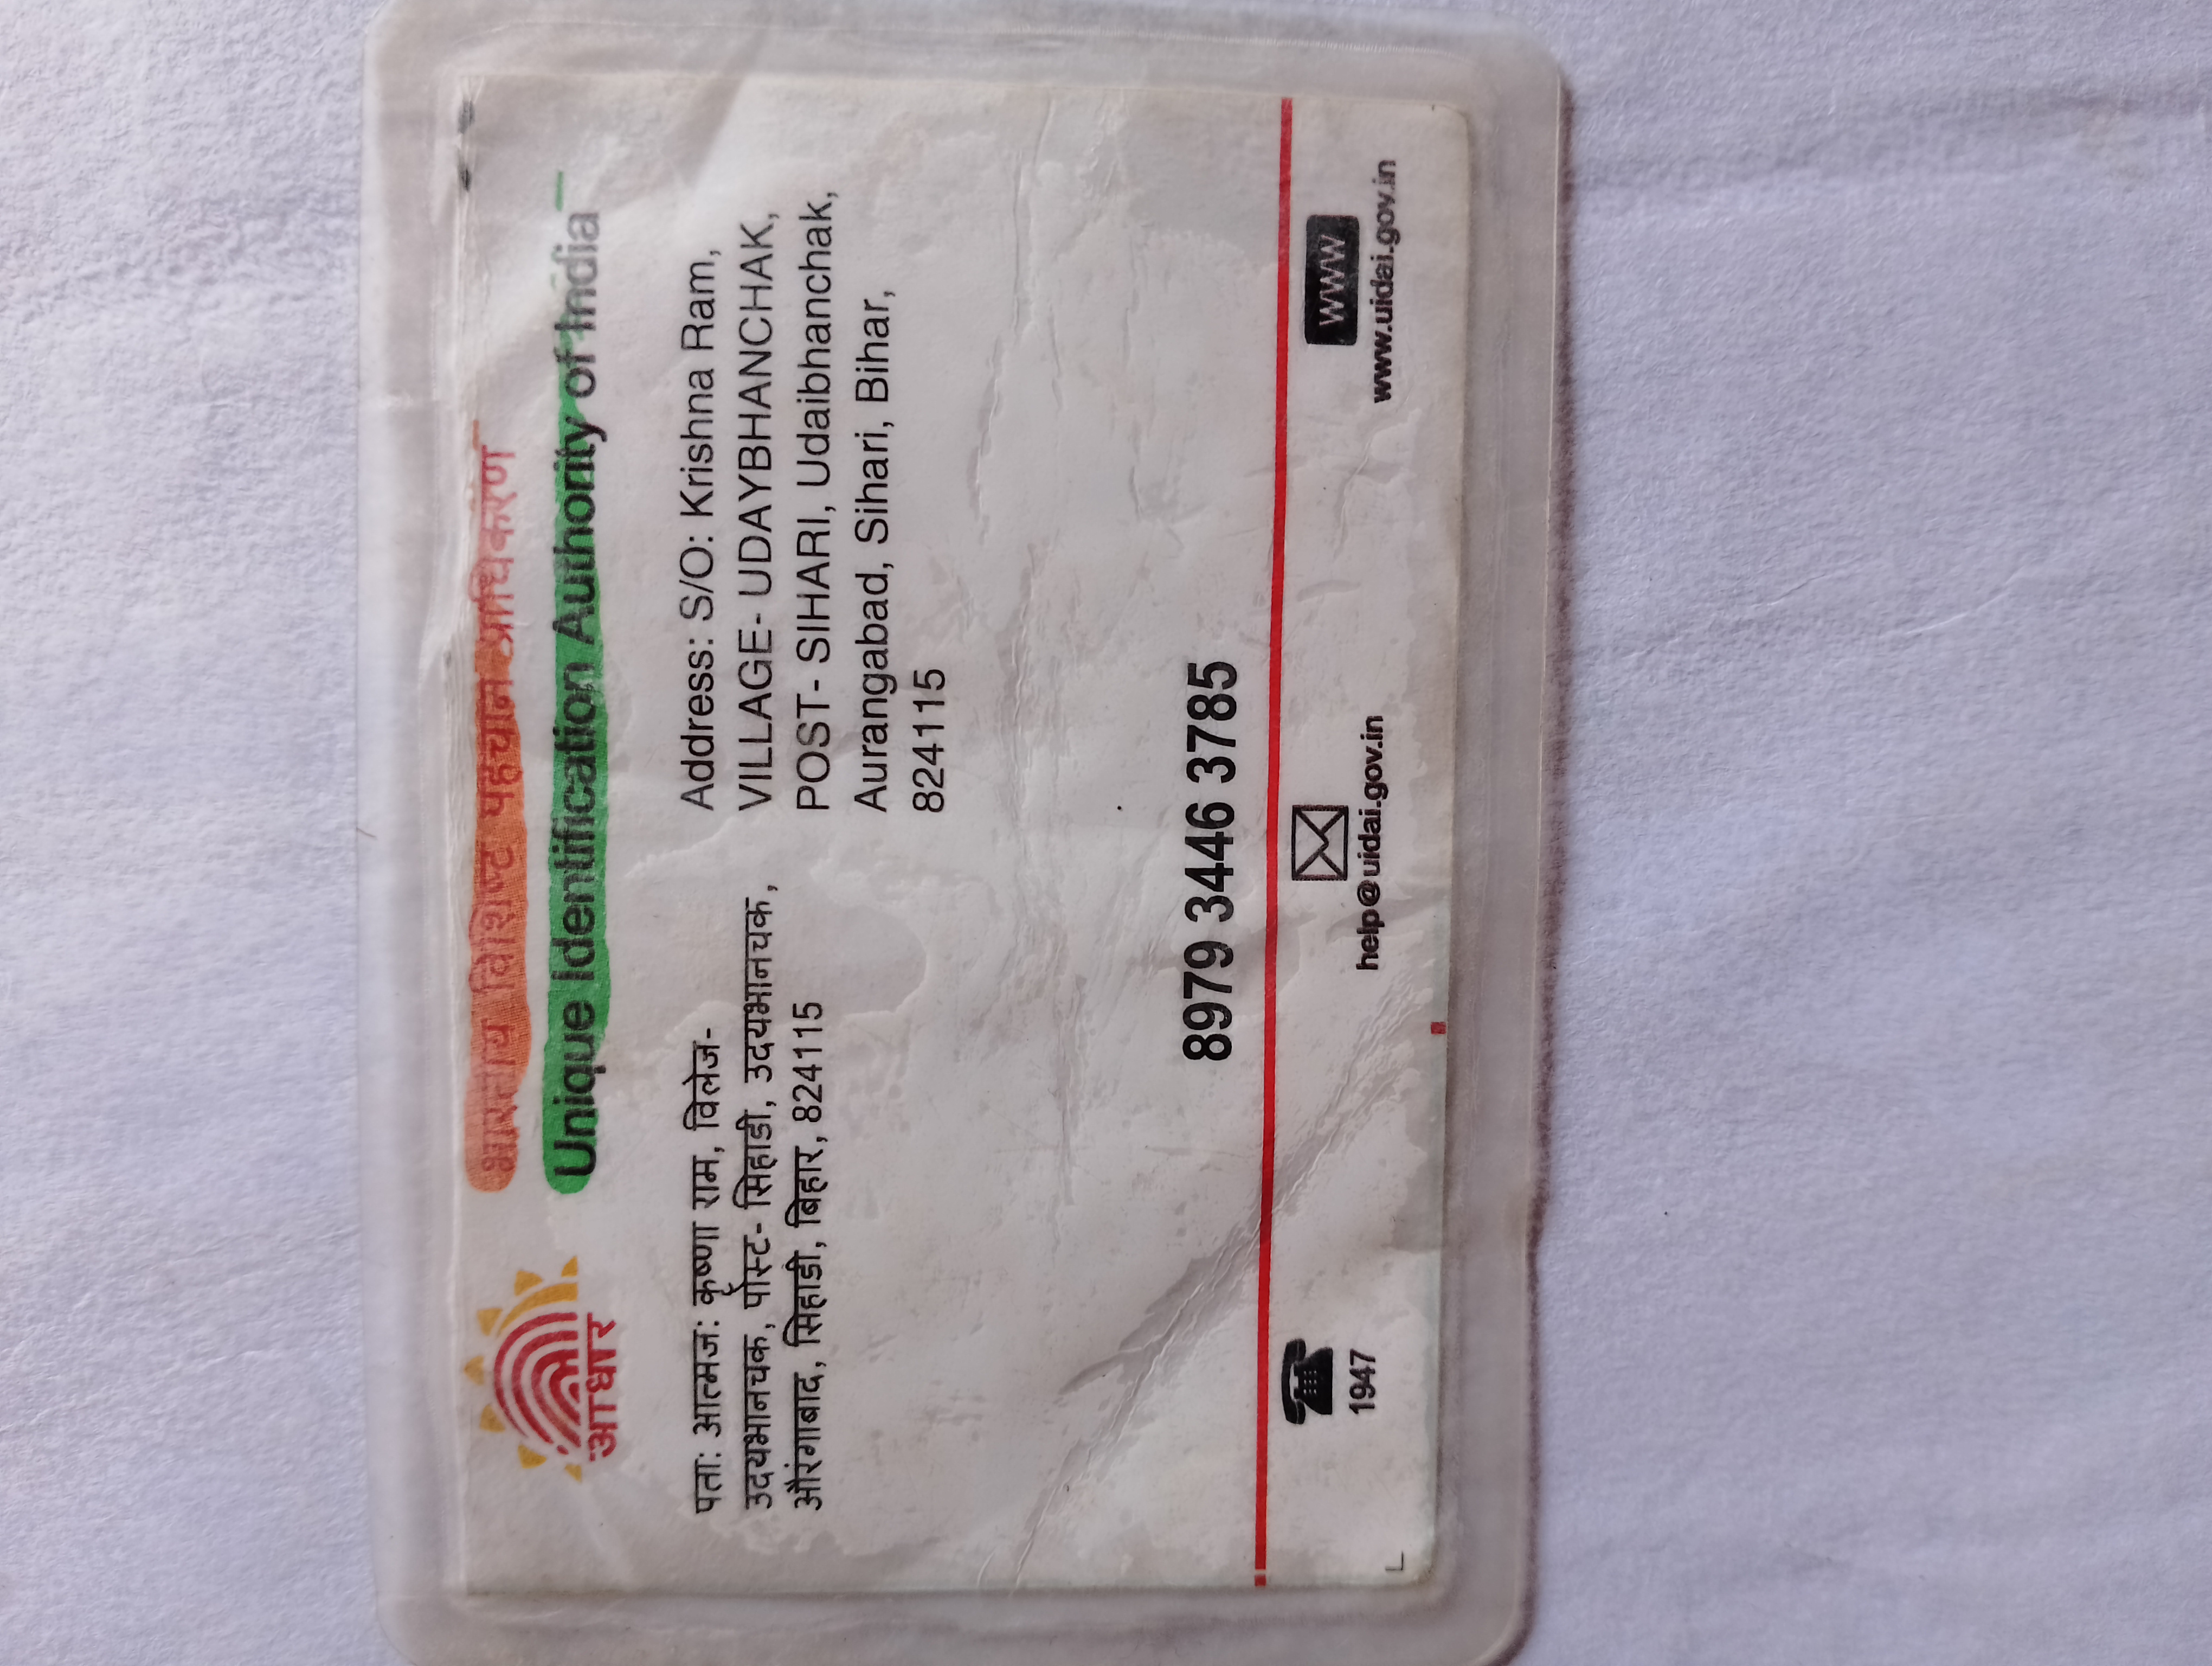 भारतीय विशिष्ट पहचान प्राधिकरण
Unique Identification Authority of India
आधार
पता: आत्मज: कृष्णा राम, विलेज-
उदयभानचक, पोस्ट- सिहाडी, उदयभानचक,
औरंगाबाद, सिहाडी, बिहार, 824115
Address: S/O: Krishna Ram,
VILLAGE- UDAYBHANCHAK,
POST- SIHARI, Udaibhanchak,
Aurangabad, Sihari, Bihar,
824115
8979 3446 3785
1947
help@uidai.gov.in
WWW
www.uidai.gov.in